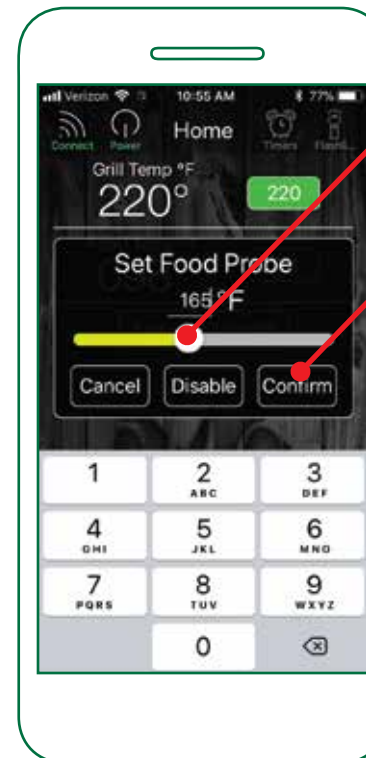 Verizon 10:55 AM 77%
Connect Power Home Timers
Grill Temp °F
220° 220
Set Food Probe
165 °F
Cancel Disable Confirm
1 2 3
ABC DEF
4 5 6
GHI JKL MNO
7 8 9
PQRS TUV WXYZ
0